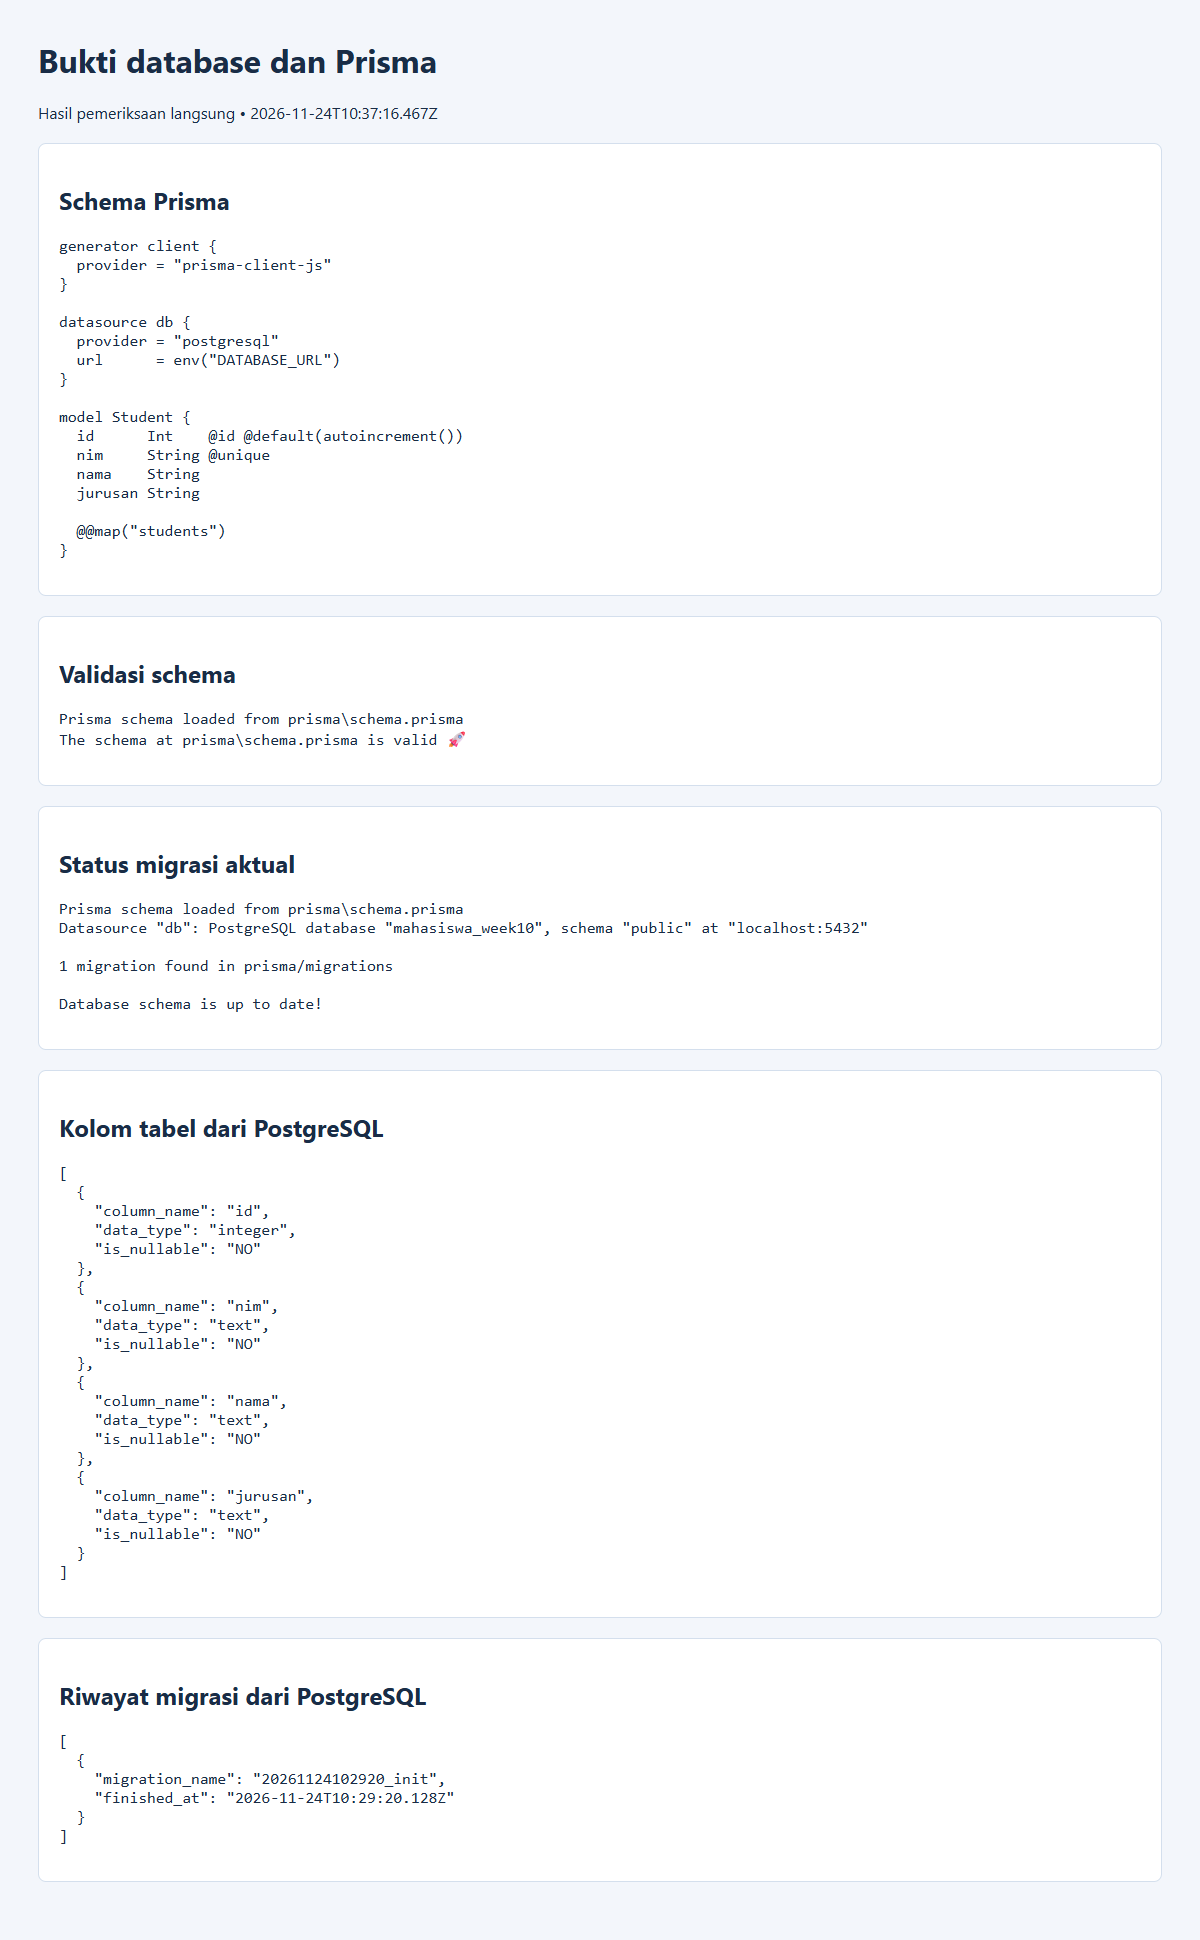 Bukti database dan Prisma
Hasil pemeriksaan langsung • 2026-11-24T10:37:16.467Z
Schema Prisma
generator client {
  provider = "prisma-client-js"
}
datasource db {
  provider = "postgresql"
  url      = env("DATABASE_URL")
}
model Student {
  id      Int    @id @default(autoincrement())
  nim     String @unique
  nama    String
  jurusan String
  @@map("students")
}
Validasi schema
Prisma schema loaded from prisma\schema.prisma
The schema at prisma\schema.prisma is valid 🚀
Status migrasi aktual
Prisma schema loaded from prisma\schema.prisma
Datasource "db": PostgreSQL database "mahasiswa_week10", schema "public" at "localhost:5432"
1 migration found in prisma/migrations
Database schema is up to date!
Kolom tabel dari PostgreSQL
[
  {
    "column_name": "id",
    "data_type": "integer",
    "is_nullable": "NO"
  },
  {
    "column_name": "nim",
    "data_type": "text",
    "is_nullable": "NO"
  },
  {
    "column_name": "nama",
    "data_type": "text",
    "is_nullable": "NO"
  },
  {
    "column_name": "jurusan",
    "data_type": "text",
    "is_nullable": "NO"
  }
]
Riwayat migrasi dari PostgreSQL
[
  {
    "migration_name": "20261124102920_init",
    "finished_at": "2026-11-24T10:29:20.128Z"
  }
]